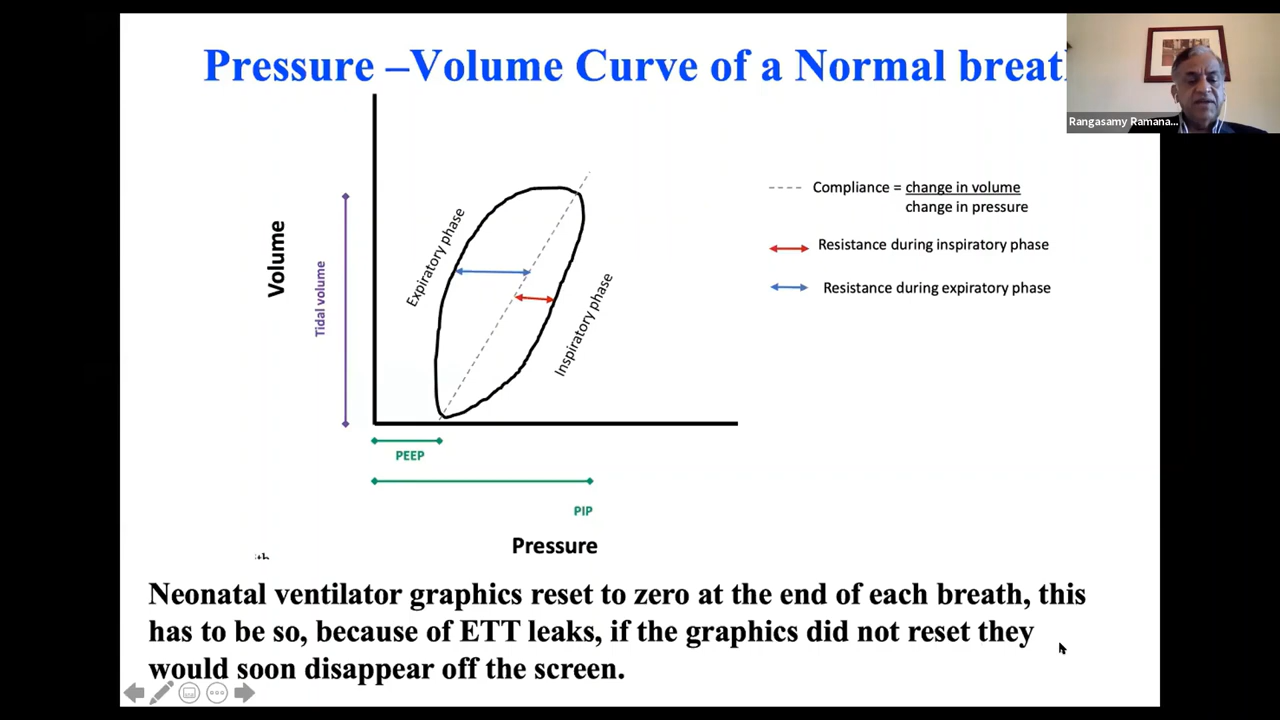 Pressure –Volume Curve of a Normal breat
Rangasamy Ramana...
Volume
Tidal volume
Expiratory phase
Inspiratory phase
Compliance = change in volume
change in pressure
Resistance during inspiratory phase
Resistance during expiratory phase
PEEP
PIP
Pressure
Neonatal ventilator graphics reset to zero at the end of each breath, this
has to be so, because of ETT leaks, if the graphics did not reset they
would soon disappear off the screen.